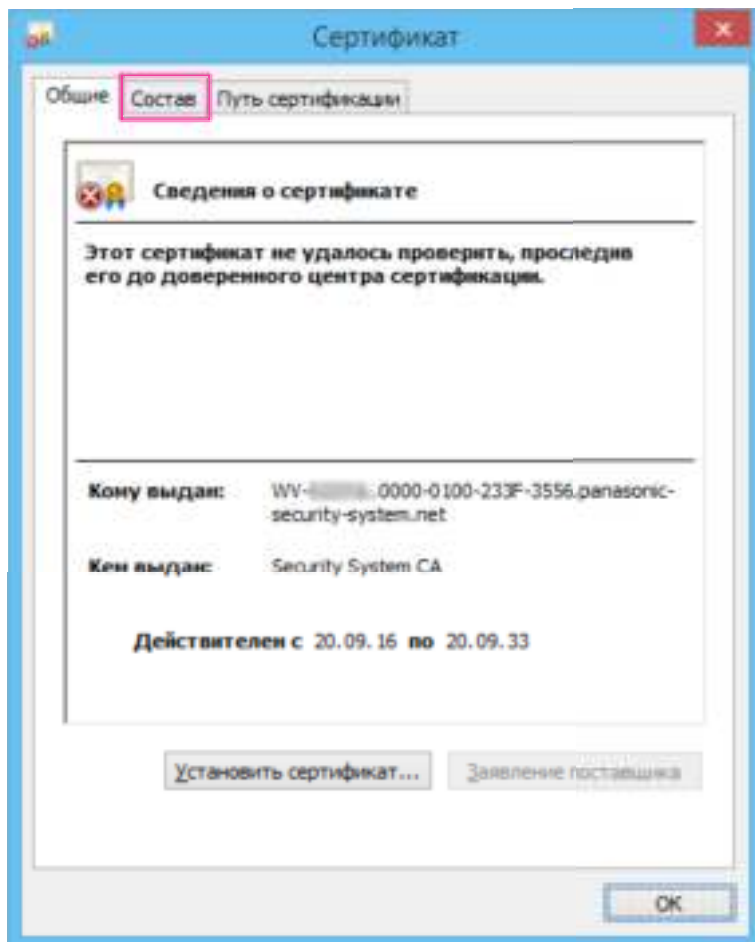 Сертификат
Общие Состав Путь сертификации
Сведения о сертификате
Этот сертификат не удалось проверить, проследив
его до доверенного центра сертификации.
Кому выдан: WV- .0000-0100-233F-3556.panasonic-
security-system.net
Кем выдан: Security System CA
Действителен с 20.09.16 по 20.09.33
Установить сертификат... Заявление поставщика
ОК